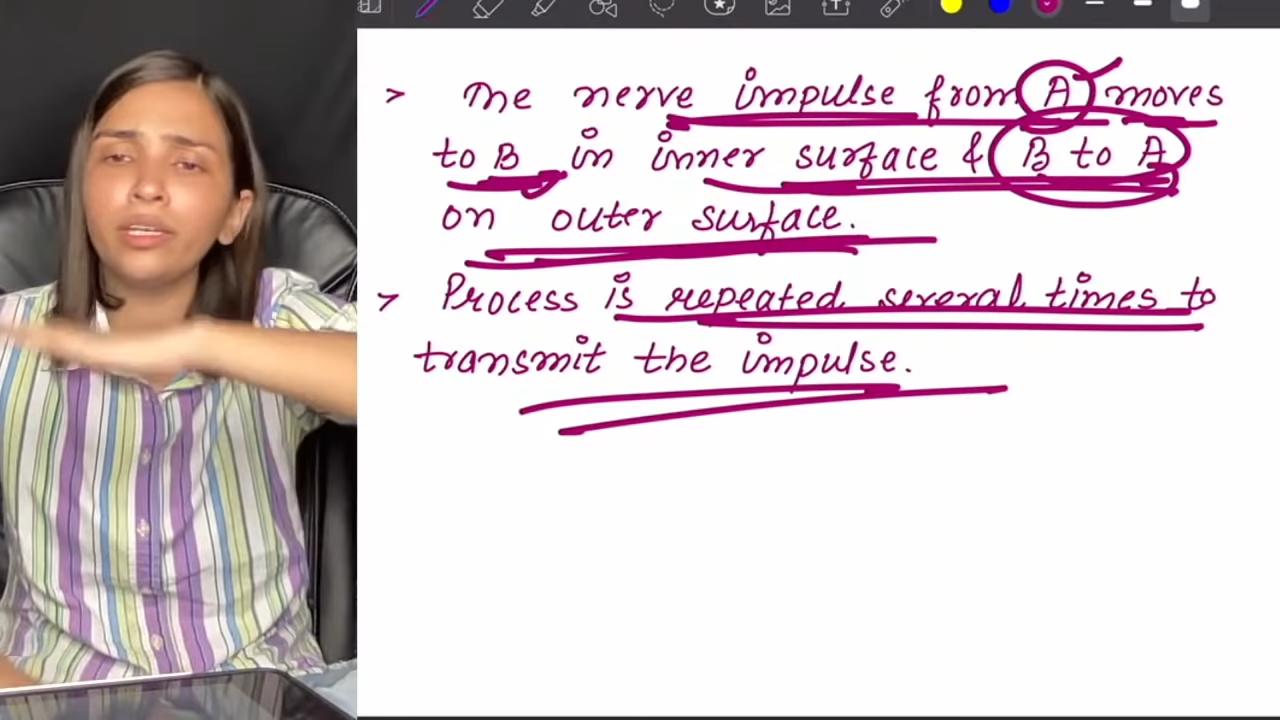 > The nerve impulse from A moves
to B in inner surface & B to A
on outer surface.
> Process is repeated several times to
transmit the impulse.